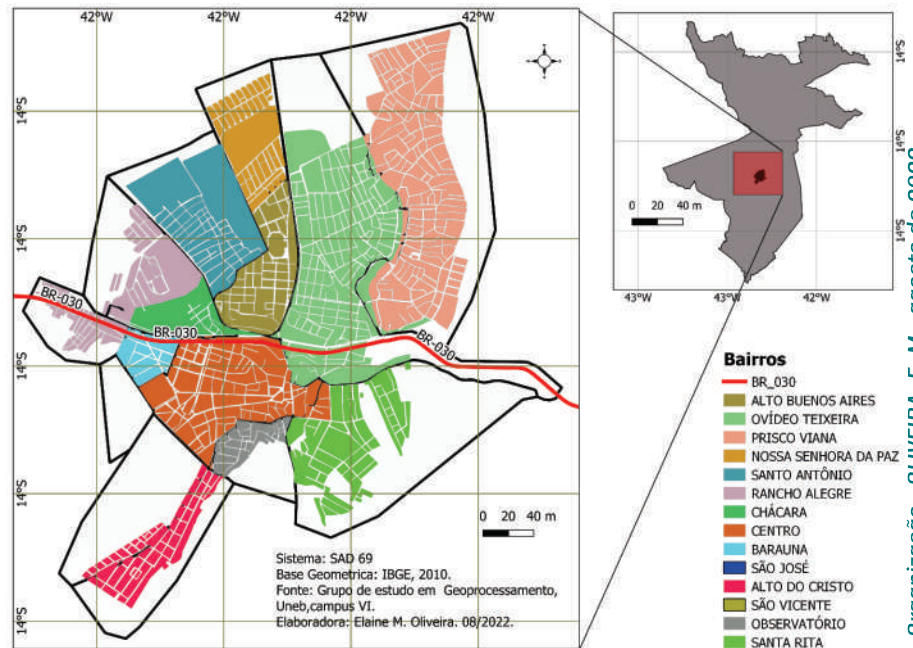 42°W 42°W 42°W 42°W
14°S
14°S
14°S
14°S
14°S
BR-030
BR-030
BR-030
0 20 40 m
Sistema: SAD 69
Base Geometrica: IBGE, 2010.
Fonte: Grupo de estudo em Geoprocessamento,
Uneb,campus VI.
Elaboradora: Elaine M. Oliveira. 08/2022.
42°W 42°W 42°W 42°W
14°S
14°S
14°S
0 20 40 m
43°W 43°W 42°W
Bairros
BR_030
ALTO BUENOS AIRES
OVÍDEO TEIXEIRA
PRISCO VIANA
NOSSA SENHORA DA PAZ
SANTO ANTÔNIO
RANCHO ALEGRE
CHÁCARA
CENTRO
BARAUNA
SÃO JOSÉ
ALTO DO CRISTO
SÃO VICENTE
OBSERVATÓRIO
SANTA RITA